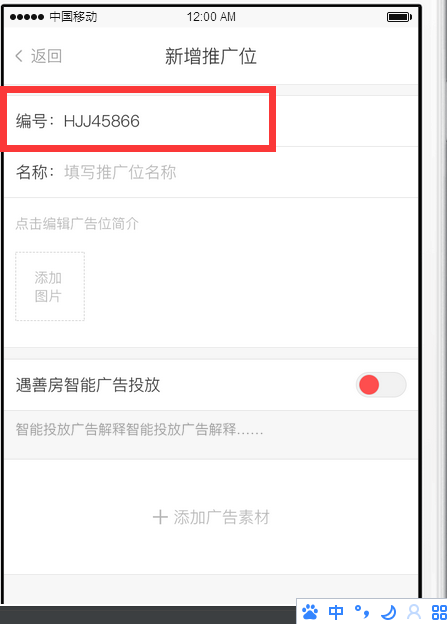 中国移动 12:00 AM
返回 新增推广位
编号：HJJ45866
名称：填写推广位名称
点击编辑广告位简介
添加
图片
遇善房智能广告投放
智能投放广告解释智能投放广告解释……
添加广告素材
中